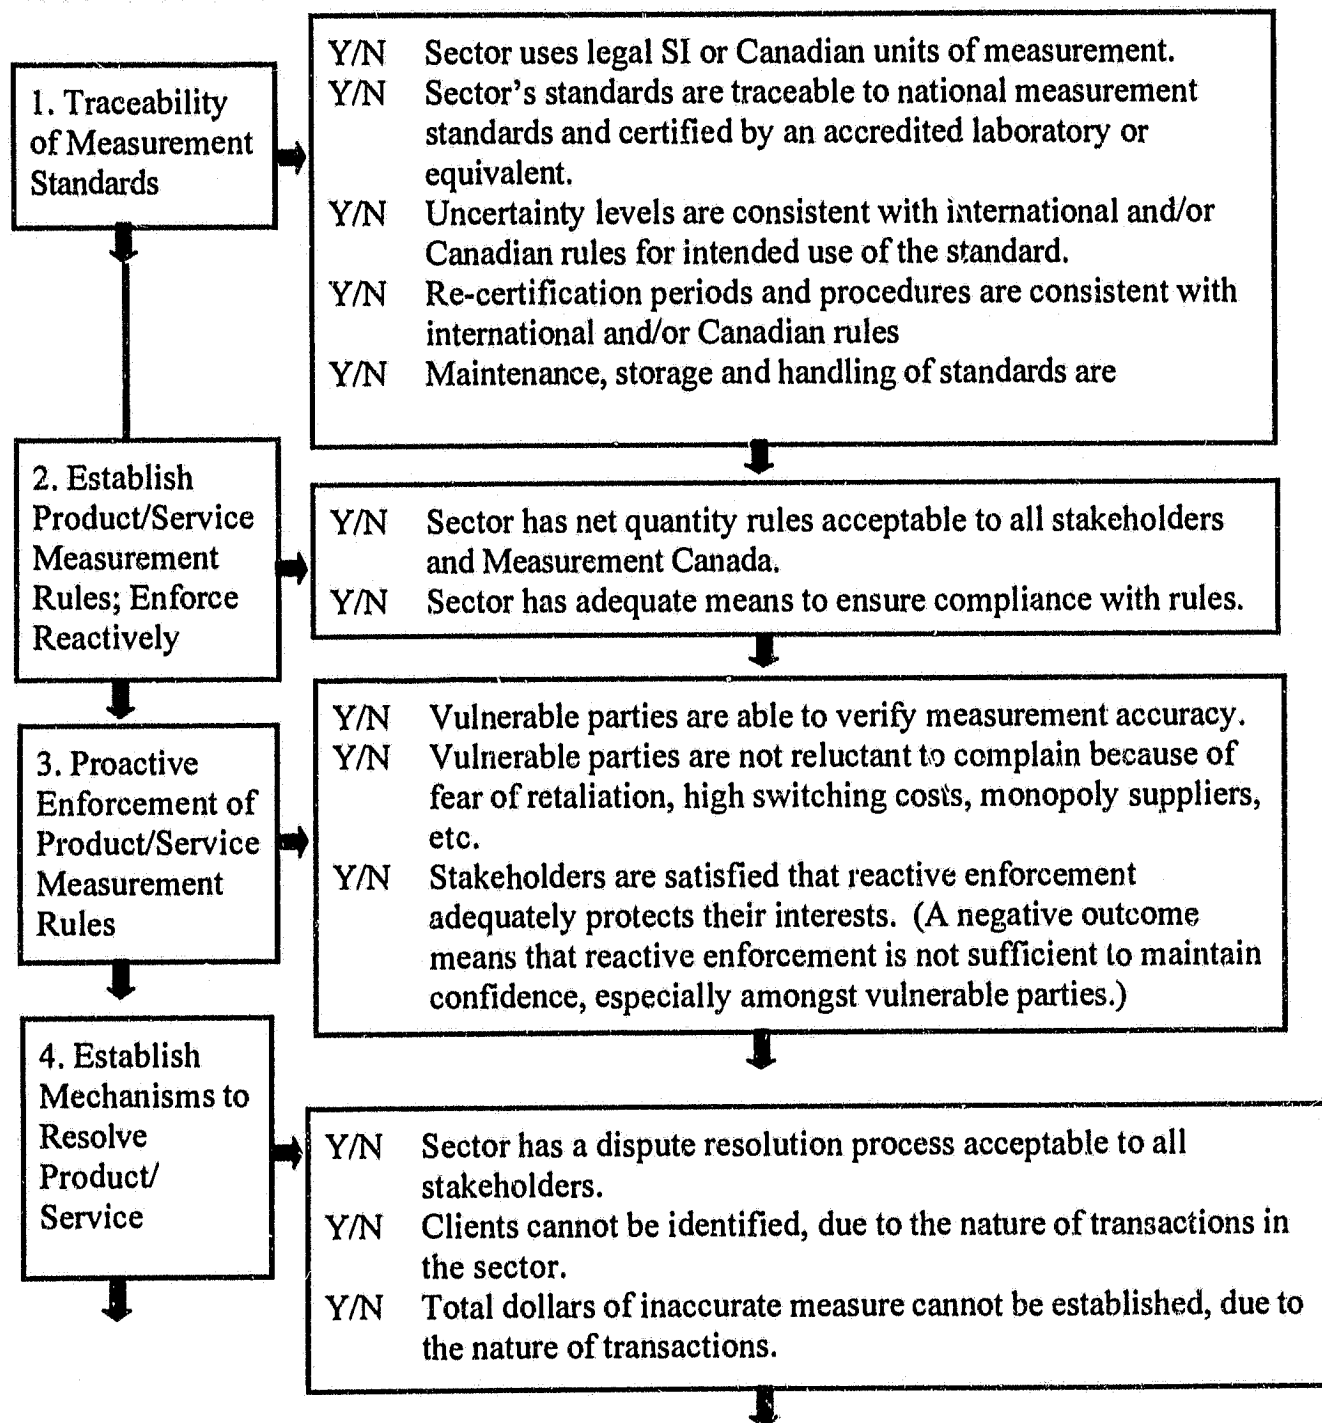 1. Traceability
of Measurement
Standards
Y/N Sector uses legal SI or Canadian units of measurement.
Y/N Sector's standards are traceable to national measurement
standards and certified by an accredited laboratory or
equivalent.
Y/N Uncertainty levels are consistent with international and/or
Canadian rules for intended use of the standard.
Y/N Re-certification periods and procedures are consistent with
international and/or Canadian rules
Y/N Maintenance, storage and handling of standards are
2. Establish
Product/Service
Measurement
Rules; Enforce
Reactively
Y/N Sector has net quantity rules acceptable to all stakeholders
and Measurement Canada.
Y/N Sector has adequate means to ensure compliance with rules.
3. Proactive
Enforcement of
Product/Service
Measurement
Rules
Y/N Vulnerable parties are able to verify measurement accuracy.
Y/N Vulnerable parties are not reluctant to complain because of
fear of retaliation, high switching costs, monopoly suppliers,
etc.
Y/N Stakeholders are satisfied that reactive enforcement
adequately protects their interests. (A negative outcome
means that reactive enforcement is not sufficient to maintain
confidence, especially amongst vulnerable parties.)
4. Establish
Mechanisms to
Resolve
Product/
Service
Y/N Sector has a dispute resolution process acceptable to all
stakeholders.
Y/N Clients cannot be identified, due to the nature of transactions in
the sector.
Y/N Total dollars of inaccurate measure cannot be established, due to
the nature of transactions.